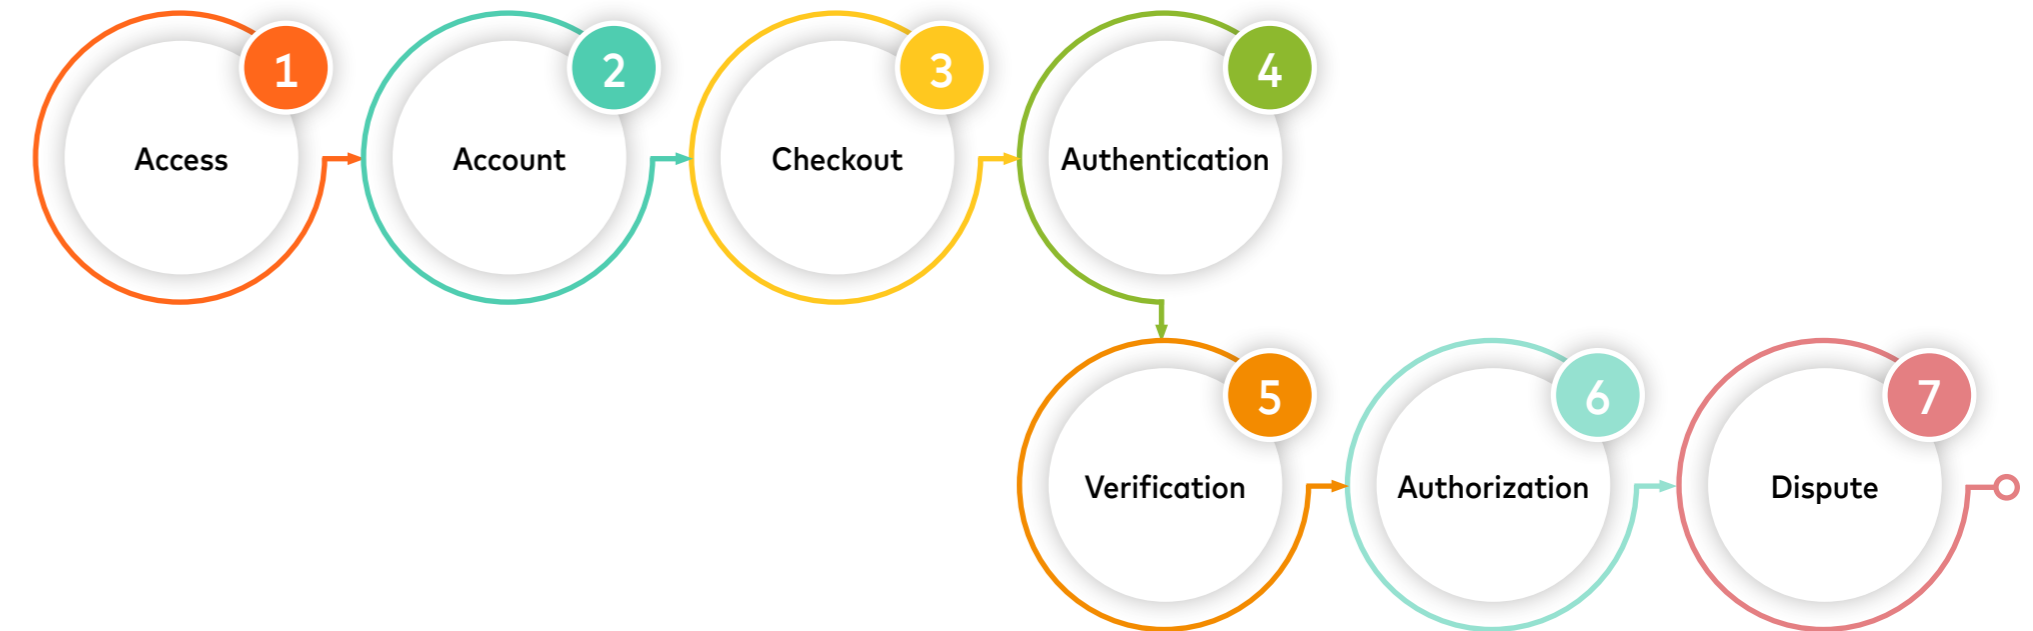 1
Access
2
Account
3
Checkout
4
Authentication
5
Verification
6
Authorization
7
Dispute